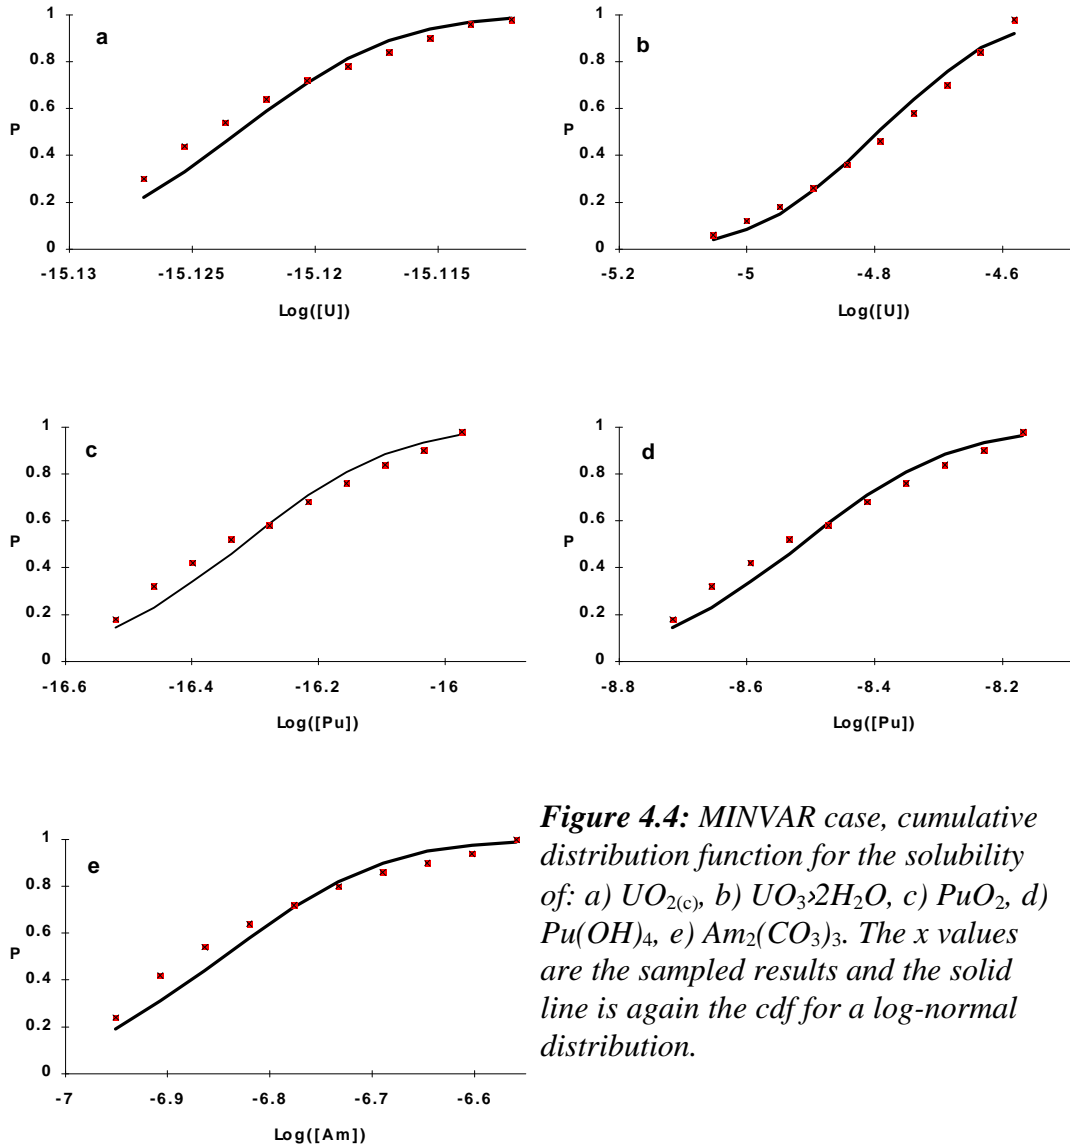 1
a
0.8
0.6
P
0.4
0.2
0
-15.13
-15.125
-15.12
-15.115
Log([U])
1
b
0.8
0.6
P
0.4
0.2
0
-5.2
-5
-4.8
-4.6
Log([U])
1
c
0.8
0.6
P
0.4
0.2
0
-16.6
-16.4
-16.2
-16
Log([Pu])
1
d
0.8
0.6
P
0.4
0.2
0
-8.8
-8.6
-8.4
-8.2
Log([Pu])
1
e
0.8
0.6
P
0.4
0.2
0
-7
-6.9
-6.8
-6.7
-6.6
Log([Am])
Figure 4.4: MINVAR case, cumulative
distribution function for the solubility
of: a) UO2(c), b) UO3›2H2O, c) PuO2, d)
Pu(OH)4, e) Am2(CO3)3. The x values
are the sampled results and the solid
line is again the cdf for a log-normal
distribution.